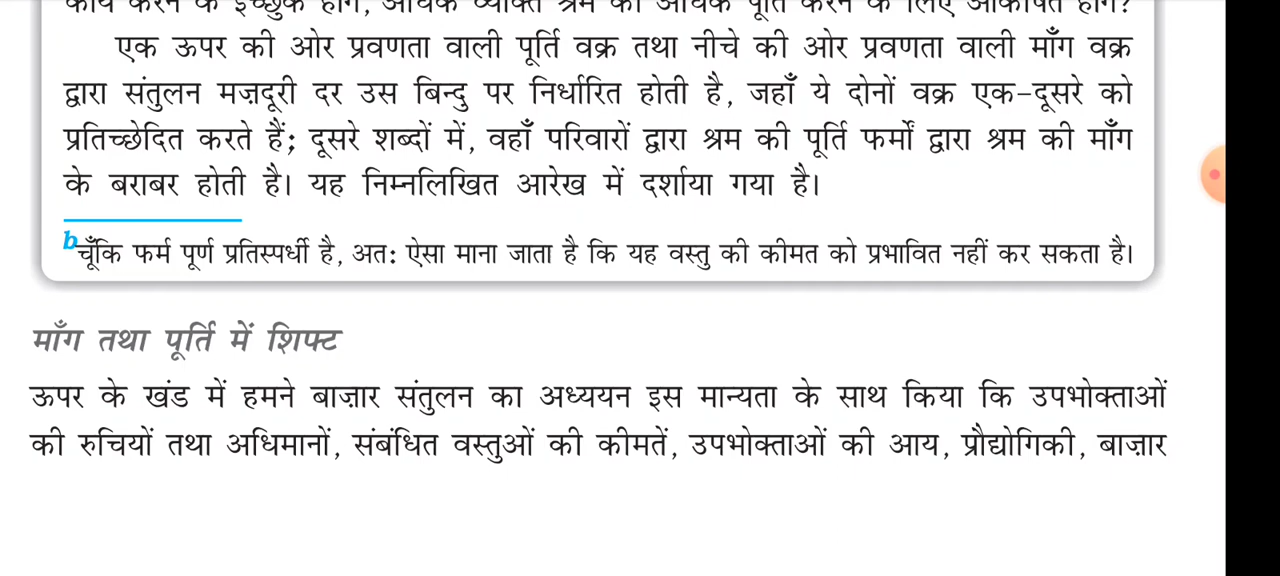 एक ऊपर की ओर प्रवणता वाली पूर्ति वक्र तथा नीचे की ओर प्रवणता वाली माँग वक्र
द्वारा संतुलन मज़दूरी दर उस बिन्दु पर निर्धारित होती है, जहाँ ये दोनों वक्र एक-दूसरे को
प्रतिच्छेदित करते हैं; दूसरे शब्दों में, वहाँ परिवारों द्वारा श्रम की पूर्ति फर्मों द्वारा श्रम की माँग
के बराबर होती है। यह निम्नलिखित आरेख में दर्शाया गया है।
b चूँकि फर्म पूर्ण प्रतिस्पर्धी है, अतः ऐसा माना जाता है कि यह वस्तु की कीमत को प्रभावित नहीं कर सकता है।
माँग तथा पूर्ति में शिफ्ट
ऊपर के खंड में हमने बाज़ार संतुलन का अध्ययन इस मान्यता के साथ किया कि उपभोक्ताओं
की रुचियों तथा अधिमानों, संबंधित वस्तुओं की कीमतें, उपभोक्ताओं की आय, प्रौद्योगिकी, बाज़ार